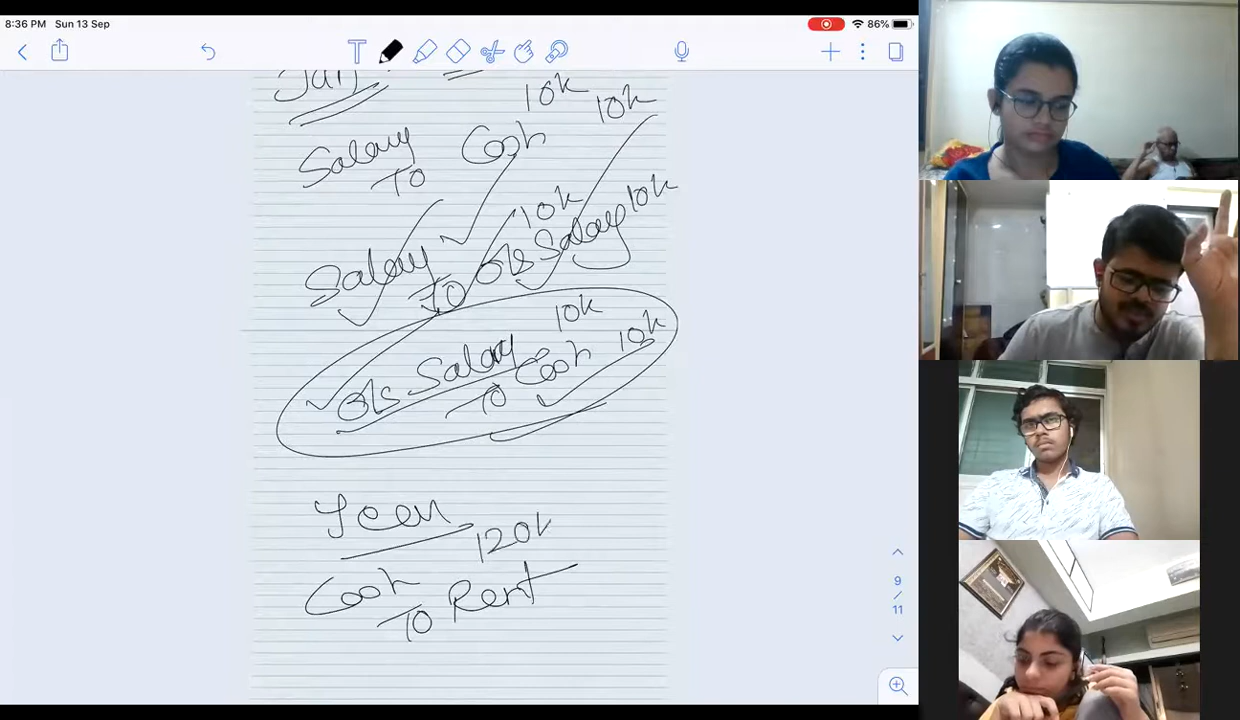 8:36 PM Sun 13 Sep
86%
T
Jan
10k
Salary
10k
To Cash
Salary 10k
To O/s Salary 10k
O/s Salary 10k
To Cash 10k
Year
Cash 120k
To Rent
9
/
11